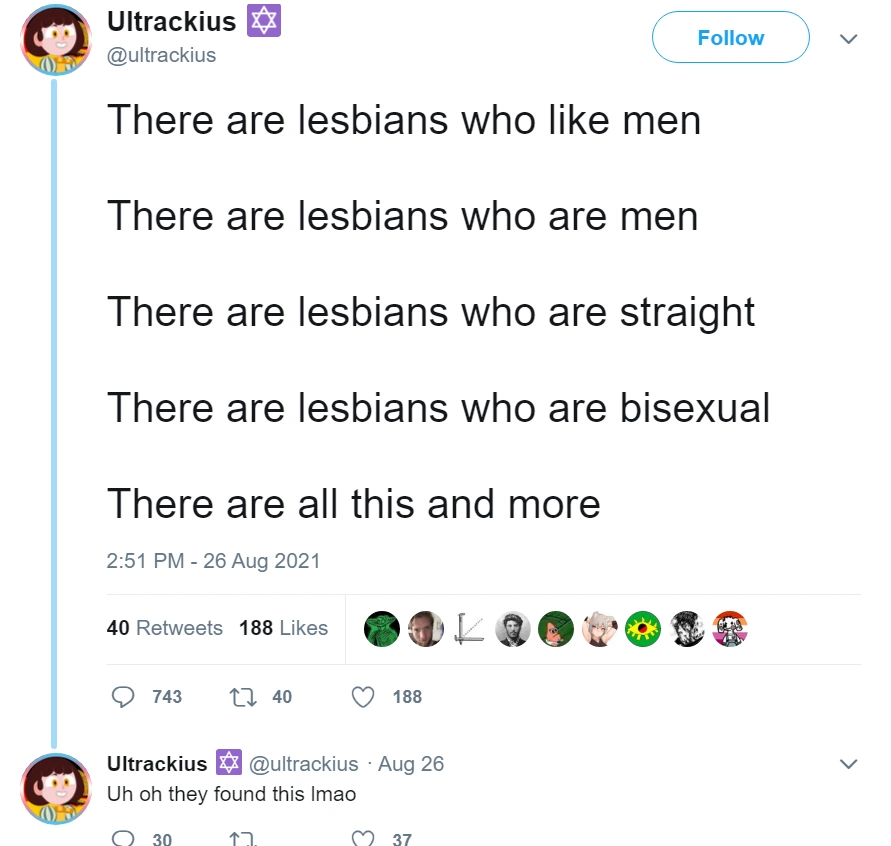 Ultrackius ✡
@ultrackius
Follow
There are lesbians who like men
There are lesbians who are men
There are lesbians who are straight
There are lesbians who are bisexual
There are all this and more
2:51 PM - 26 Aug 2021
40 Retweets 188 Likes
743 40 188
Ultrackius ✡ @ultrackius · Aug 26
Uh oh they found this lmao
30 37